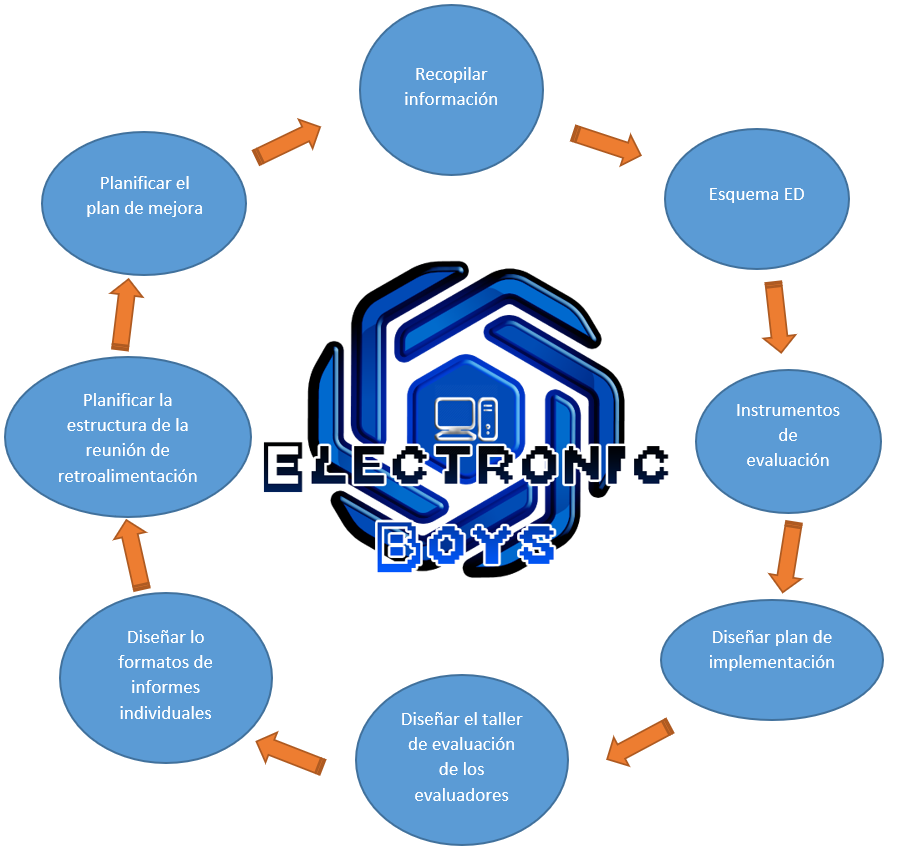 Recopilar
información
Esquema ED
Instrumentos
de
evaluación
Diseñar plan de
implementación
Diseñar el taller
de evaluación
de los
evaluadores
Diseñar lo
formatos de
informes
individuales
Planificar la
estructura de la
reunión de
retroalimentación
Planificar el
plan de mejora
ELECTRONIC
BOYS